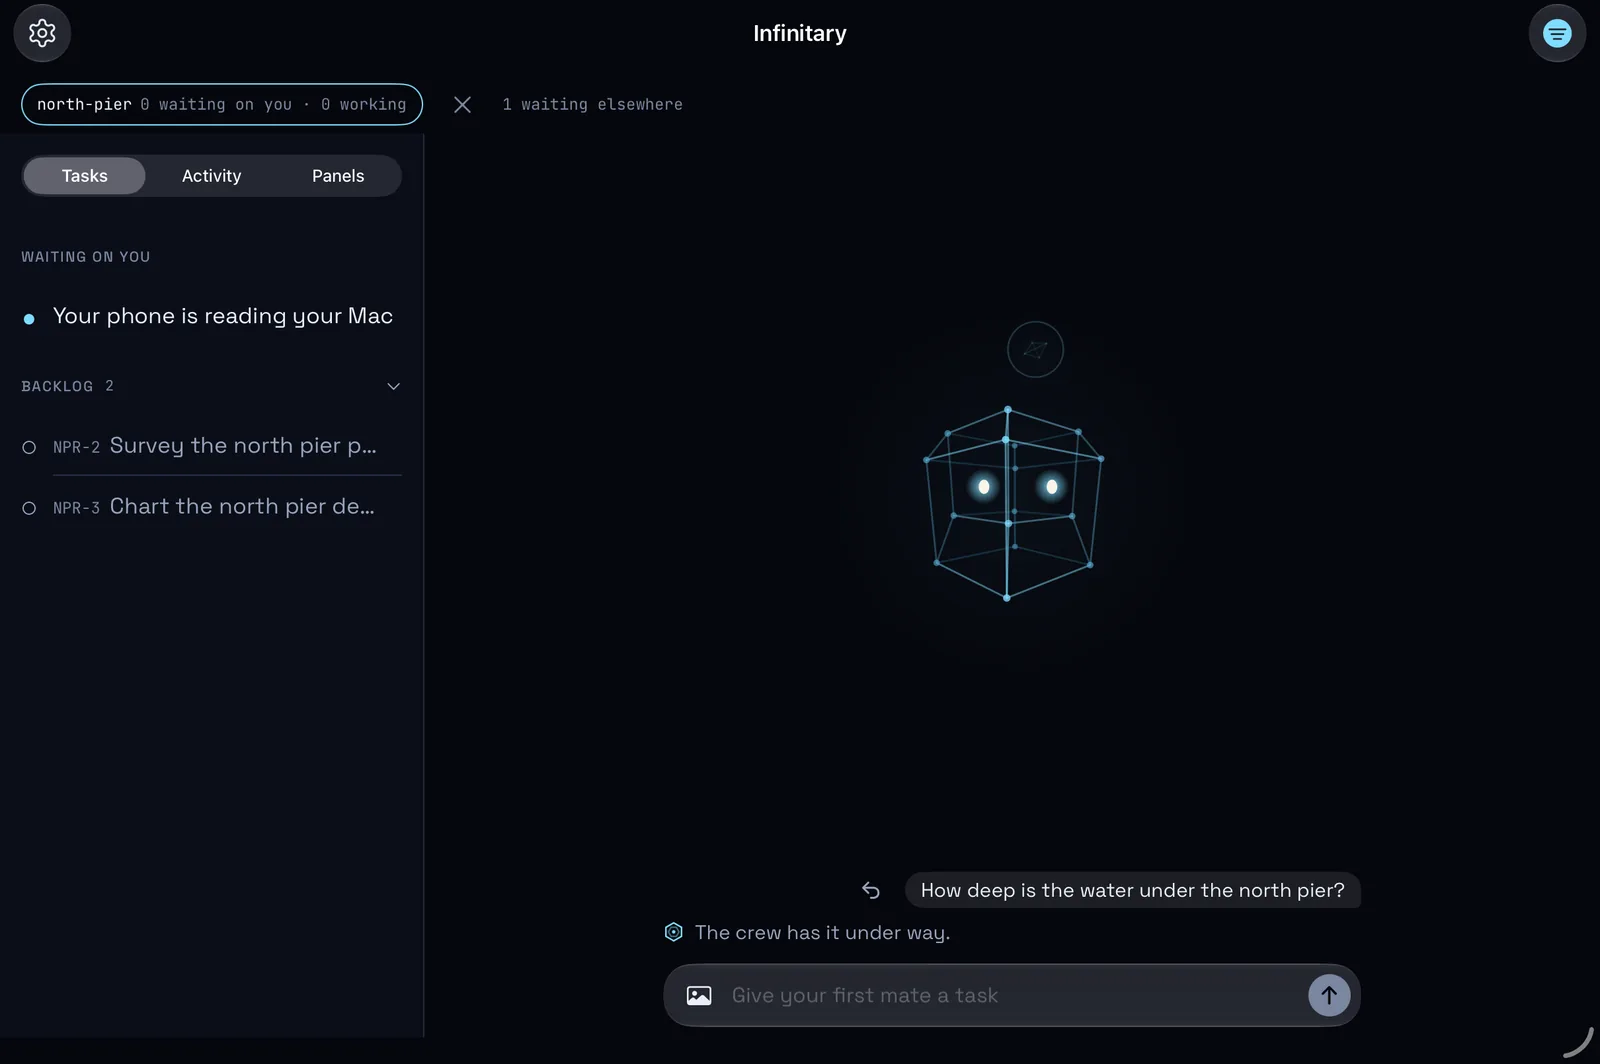 Infinitary
north-pier 0 waiting on you · 0 working
1 waiting elsewhere
Tasks Activity Panels
WAITING ON YOU
Your phone is reading your Mac
BACKLOG 2
NPR-2 Survey the north pier p…
NPR-3 Chart the north pier de…
How deep is the water under the north pier?
The crew has it under way.
Give your first mate a task